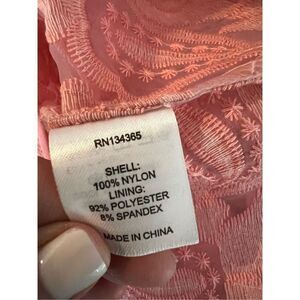 RN134365
SHELL:
100% NYLON
LINING:
92% POLYESTER
8% SPANDEX
MADE IN CHINA